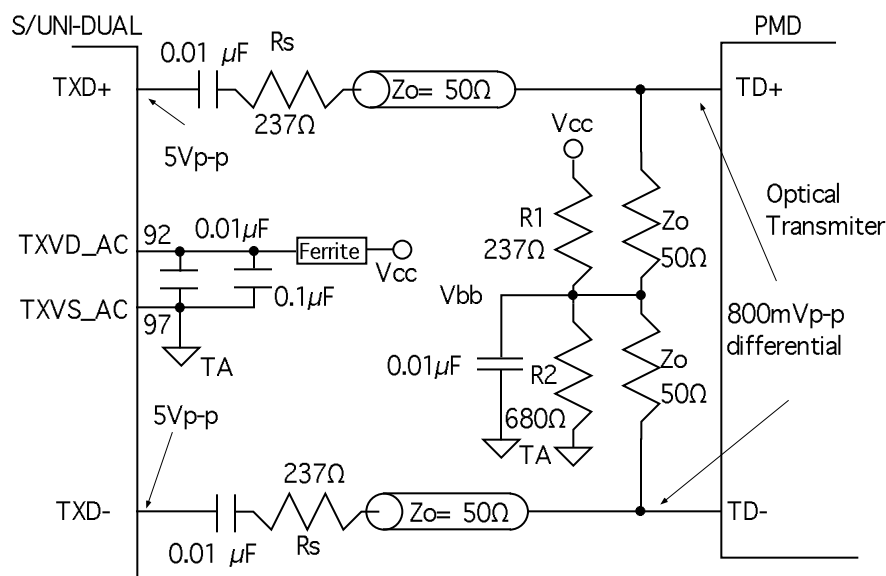 S/UNI-DUAL
PMD
0.01 µF
Rs
TXD+
Zo= 50Ω
TD+
237Ω
5Vp-p
Vcc
Optical
Transmiter
R1
237Ω
Zo
50Ω
TXVD_AC
92
0.01µF
Ferrite
Vcc
0.1µF
Vbb
TXVS_AC
97
TA
800mVp-p
differential
0.01µF
R2
Zo
50Ω
680Ω
TA
5Vp-p
237Ω
TXD-
Zo= 50Ω
TD-
0.01 µF
Rs